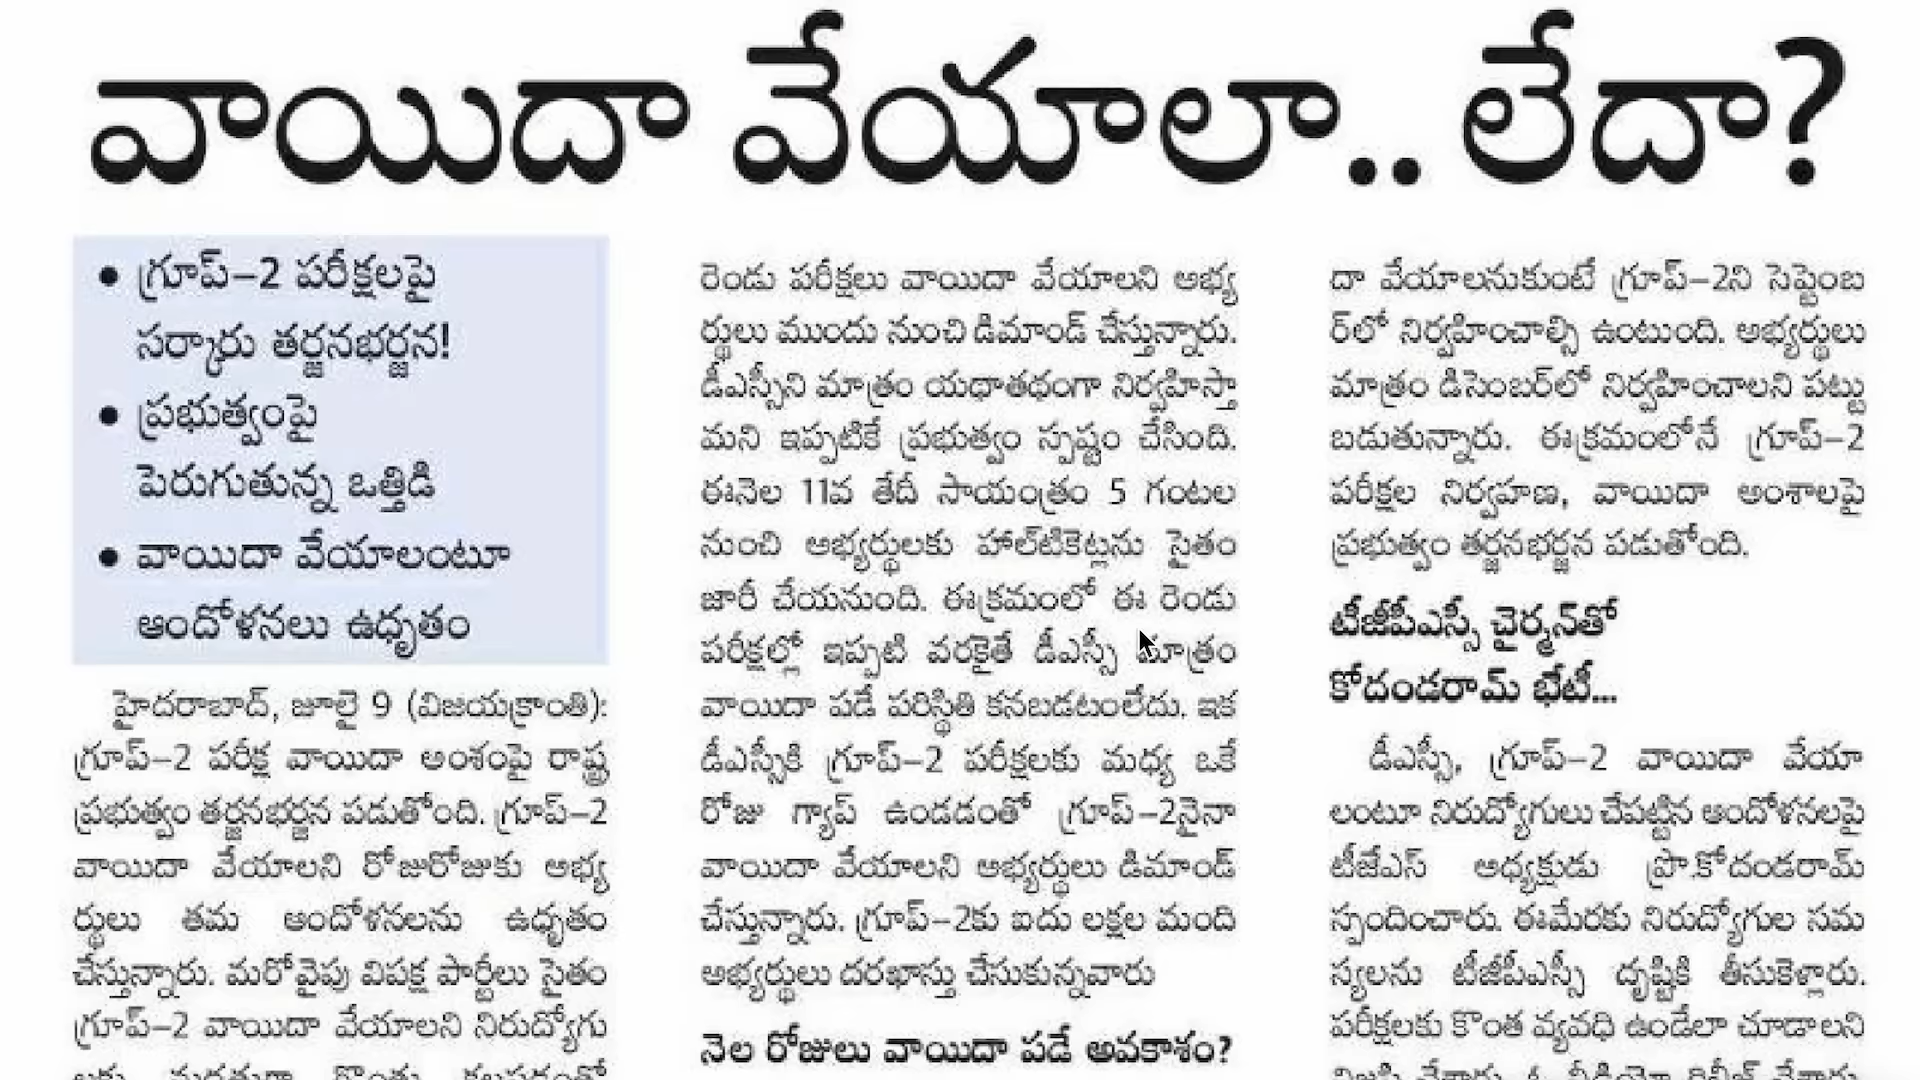 వాయిదా వేయాలా.. లేదా?
• గ్రూప్-2 పరీక్షలపై
సర్కారు తర్జనభర్జన!
• ప్రభుత్వంపై
పెరుగుతున్న ఒత్తిడి
• వాయిదా వేయాలంటూ
ఆందోళనలు ఉధృతం
హైదరాబాద్, జూలై 9 (విజయక్రాంతి):
గ్రూప్-2 పరీక్ష వాయిదా అంశంపై రాష్ట్ర
ప్రభుత్వం తర్జనభర్జన పడుతోంది. గ్రూప్-2
వాయిదా వేయాలని రోజురోజుకు అభ్య
ర్థులు తమ ఆందోళనలను ఉధృతం
చేస్తున్నారు. మరోవైపు విపక్ష పార్టీలు సైతం
గ్రూప్-2 వాయిదా వేయాలని నిరుద్యోగు
రెండు పరీక్షలు వాయిదా వేయాలని అభ్య
ర్థులు ముందు నుంచి డిమాండ్ చేస్తున్నారు.
డీఎస్సీని మాత్రం యథాతథంగా నిర్వహిస్తా
మని ఇప్పటికే ప్రభుత్వం స్పష్టం చేసింది.
ఈనెల 11వ తేదీ సాయంత్రం 5 గంటల
నుంచి అభ్యర్థులకు హాల్‌టికెట్లను సైతం
జారీ చేయనుంది. ఈక్రమంలో ఈ రెండు
పరీక్షల్లో ఇప్పటి వరకైతే డీఎస్సీ మాత్రం
వాయిదా పడే పరిస్థితి కనబడటంలేదు. ఇక
డీఎస్సీకి గ్రూప్-2 పరీక్షలకు మధ్య ఒకే
రోజు గ్యాప్ ఉండడంతో గ్రూప్-2నైనా
వాయిదా వేయాలని అభ్యర్థులు డిమాండ్
చేస్తున్నారు. గ్రూప్-2కు ఐదు లక్షల మంది
అభ్యర్థులు దరఖాస్తు చేసుకున్నవారు
నెల రోజులు వాయిదా పడే అవకాశం?
దా వేయాలనుకుంటే గ్రూప్-2ని సెప్టెంబ
ర్‌లో నిర్వహించాల్సి ఉంటుంది. అభ్యర్థులు
మాత్రం డిసెంబర్‌లో నిర్వహించాలని పట్టు
బడుతున్నారు. ఈక్రమంలోనే గ్రూప్-2
పరీక్షల నిర్వహణ, వాయిదా అంశాలపై
ప్రభుత్వం తర్జనభర్జన పడుతోంది.
టీజీపీఎస్సీ చైర్మన్‌తో
కోదండరామ్ భేటీ...
డీఎస్సీ, గ్రూప్-2 వాయిదా వేయా
లంటూ నిరుద్యోగులు చేపట్టిన ఆందోళనలపై
టీజేఎస్ అధ్యక్షుడు ప్రొ.కోదండరామ్
స్పందించారు. ఈమేరకు నిరుద్యోగుల సమ
స్యలను టీజీపీఎస్సీ దృష్టికి తీసుకెళ్లారు.
పరీక్షలకు కొంత వ్యవధి ఉండేలా చూడాలని